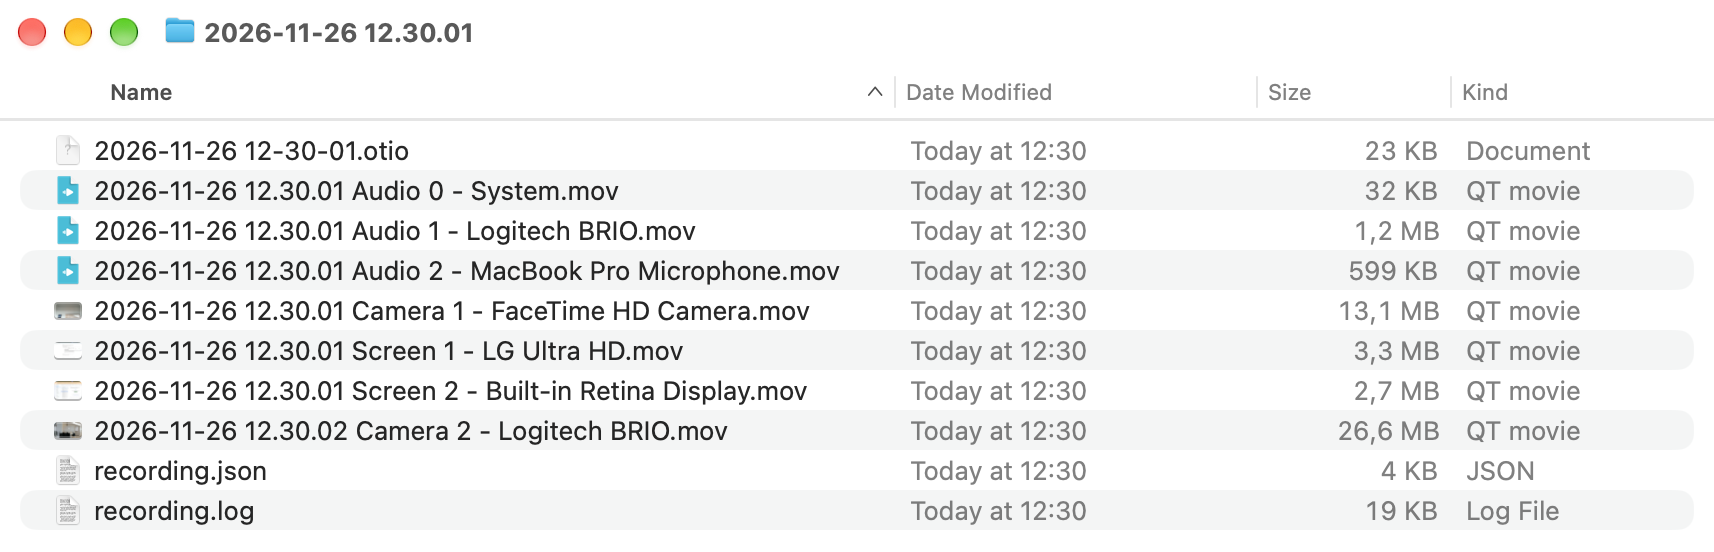 2026-11-26 12.30.01
Name Date Modified Size Kind
2026-11-26 12-30-01.otio Today at 12:30 23 KB Document
2026-11-26 12.30.01 Audio 0 - System.mov Today at 12:30 32 KB QT movie
2026-11-26 12.30.01 Audio 1 - Logitech BRIO.mov Today at 12:30 1,2 MB QT movie
2026-11-26 12.30.01 Audio 2 - MacBook Pro Microphone.mov Today at 12:30 599 KB QT movie
2026-11-26 12.30.01 Camera 1 - FaceTime HD Camera.mov Today at 12:30 13,1 MB QT movie
2026-11-26 12.30.01 Screen 1 - LG Ultra HD.mov Today at 12:30 3,3 MB QT movie
2026-11-26 12.30.01 Screen 2 - Built-in Retina Display.mov Today at 12:30 2,7 MB QT movie
2026-11-26 12.30.02 Camera 2 - Logitech BRIO.mov Today at 12:30 26,6 MB QT movie
recording.json Today at 12:30 4 KB JSON
recording.log Today at 12:30 19 KB Log File